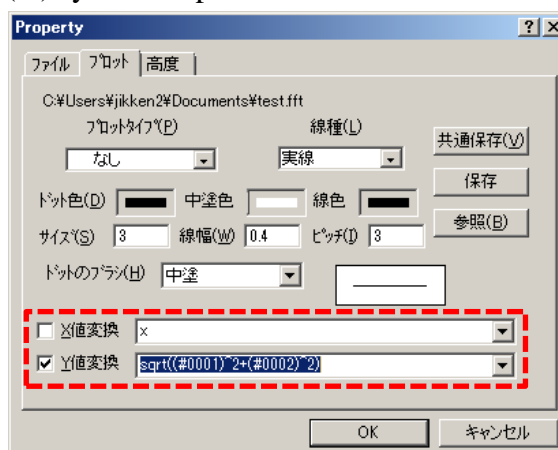 Property
ファイル プロット 高度
C:¥Users¥jikken2¥Documents¥test.fft
プロットタイプ(P) 線種(L)
なし 実線 共通保存(V)
保存
ドット色(D) 中塗色 線色
参照(B)
サイズ(S) 3 線幅(W) 0.4 ピッチ(I) 3
ドットのブラシ(H) 中塗
X値変換 x
Y値変換 sqrt((#0001)^2+(#0002)^2)
OK キャンセル